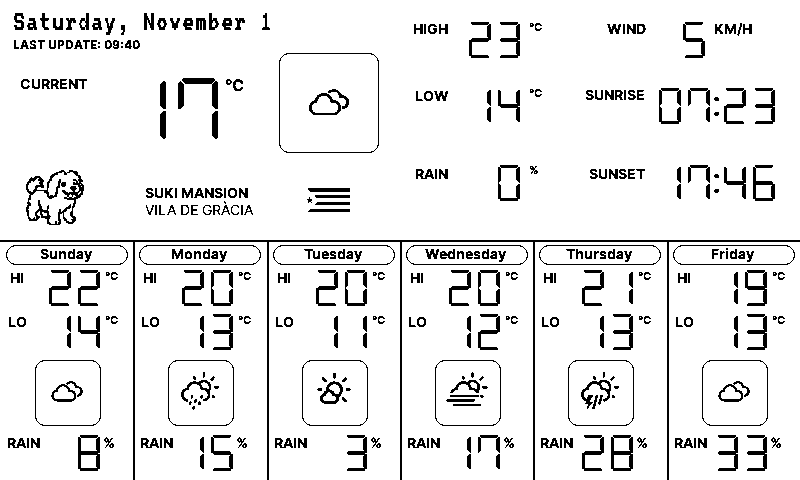 Saturday, November 1
LAST UPDATE: 09:40
CURRENT 17 °C
SUKI MANSION
VILA DE GRÀCIA
HIGH 23 °C
LOW 14 °C
RAIN 0 %
WIND 5 KM/H
SUNRISE 07:23
SUNSET 17:46
Sunday
HI 22 °C
LO 14 °C
RAIN 8 %
Monday
HI 20 °C
LO 13 °C
RAIN 15 %
Tuesday
HI 20 °C
LO 11 °C
RAIN 3 %
Wednesday
HI 20 °C
LO 12 °C
RAIN 17 %
Thursday
HI 21 °C
LO 13 °C
RAIN 28 %
Friday
HI 19 °C
LO 13 °C
RAIN 33 %